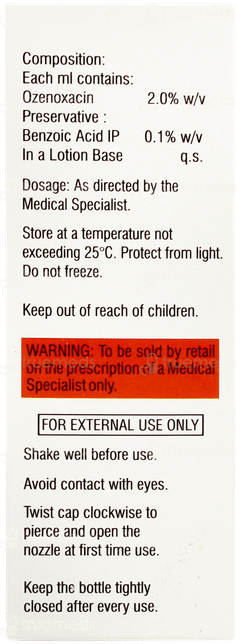 Composition:
Each ml contains:
Ozenoxacin 2.0% w/v
Preservative :
Benzoic Acid IP 0.1% w/v
In a Lotion Base q.s.
Dosage: As directed by the
Medical Specialist.
Store at a temperature not
exceeding 25°C. Protect from light.
Do not freeze.
Keep out of reach of children.
WARNING: To be sold by retail
on the prescription of a Medical
Specialist only.
FOR EXTERNAL USE ONLY
Shake well before use.
Avoid contact with eyes.
Twist cap clockwise to
pierce and open the
nozzle at first time use.
Keep the bottle tightly
closed after every use.